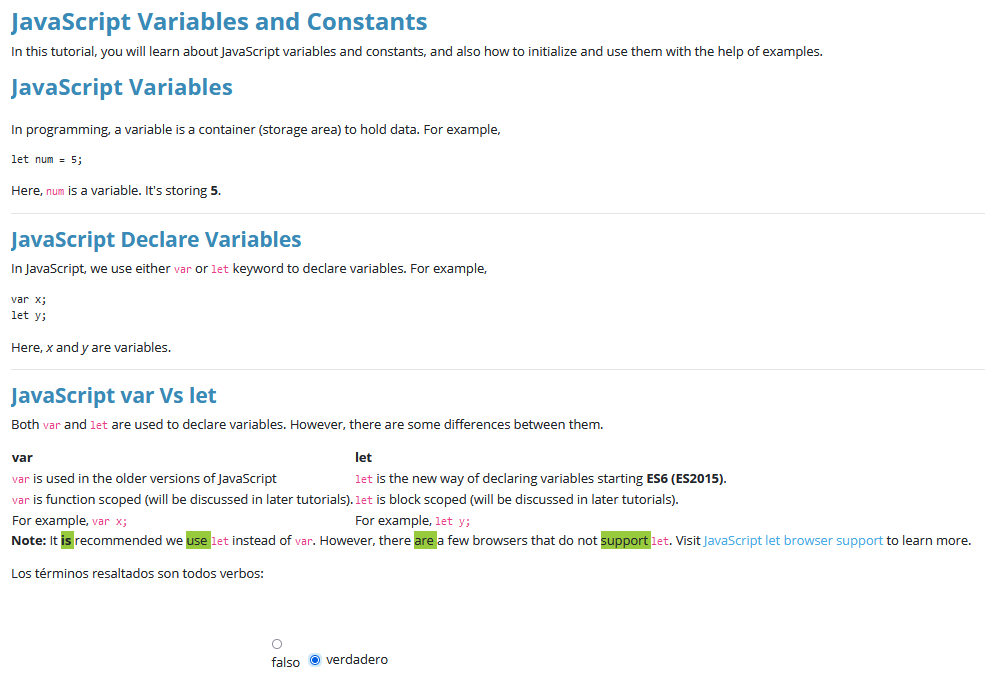 JavaScript Variables and Constants
In this tutorial, you will learn about JavaScript variables and constants, and also how to initialize and use them with the help of examples.
JavaScript Variables
In programming, a variable is a container (storage area) to hold data. For example,
let num = 5;
Here, num is a variable. It's storing 5.
JavaScript Declare Variables
In JavaScript, we use either var or let keyword to declare variables. For example,
var x;
let y;
Here, x and y are variables.
JavaScript var Vs let
Both var and let are used to declare variables. However, there are some differences between them.
var let
var is used in the older versions of JavaScript let is the new way of declaring variables starting ES6 (ES2015).
var is function scoped (will be discussed in later tutorials). let is block scoped (will be discussed in later tutorials).
For example, var x; For example, let y;
Note: It is recommended we use let instead of var. However, there are a few browsers that do not support let. Visit JavaScript let browser support to learn more.
Los términos resaltados son todos verbos:
falso verdadero